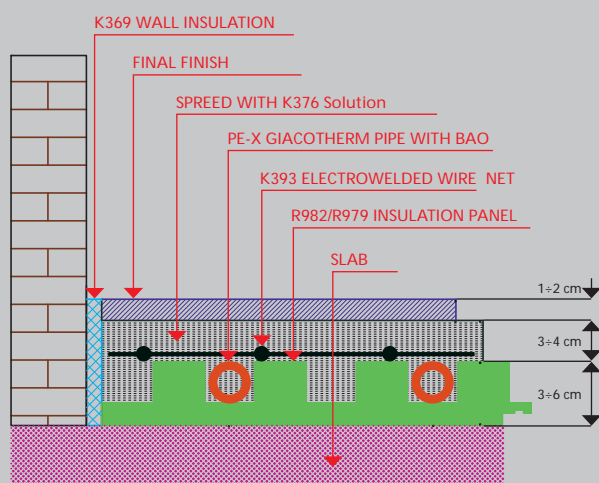 K369 WALL INSULATION
FINAL FINISH
SPREED WITH K376 Solution
PE-X GIACOTHERM PIPE WITH BAO
K393 ELECTROWELDED WIRE NET
R982/R979 INSULATION PANEL
SLAB
1÷2 cm
3÷4 cm
3÷6 cm